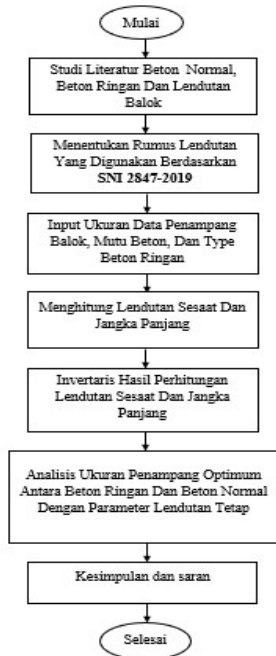 Mulai
Studi Literatur Beton Normal,
Beton Ringan Dan Lendutan
Balok
Menentukan Rumus Lendutan
Yang Digunakan Berdasarkan
SNI 2847-2019
Input Ukuran Data Penampang
Balok, Mutu Beton, Dan Type
Beton Ringan
Menghitung Lendutan Sesaat Dan
Jangka Panjang
Invertaris Hasil Perhitungan
Lendutan Sesaat Dan Jangka
Panjang
Analisis Ukuran Penampang Optimum
Antara Beton Ringan Dan Beton Normal
Dengan Parameter Lendutan Tetap
Kesimpulan dan saran
Selesai